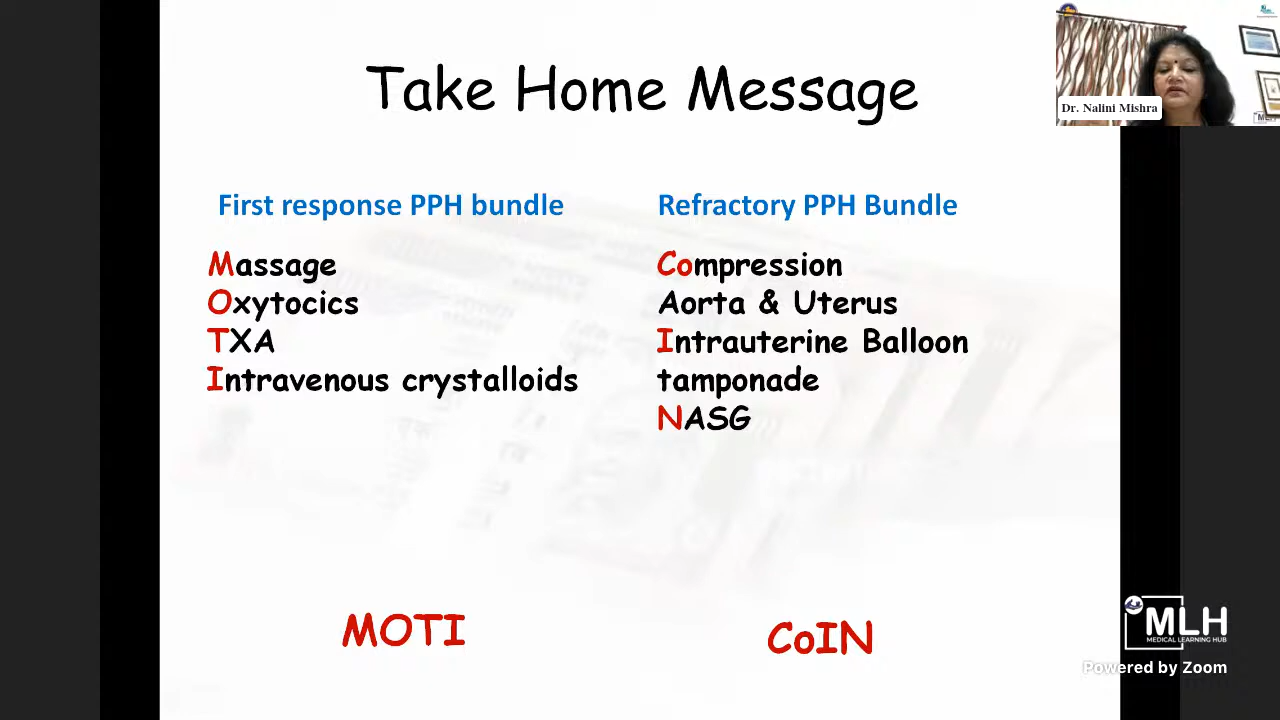 Take Home Message
Dr. Nalini Mishra
First response PPH bundle
Massage
Oxytocics
TXA
Intravenous crystalloids
Refractory PPH Bundle
Compression
Aorta & Uterus
Intrauterine Balloon
tamponade
NASG
MOTI
CoIN
MLH
MEDICAL LEARNING HUB
Powered by Zoom